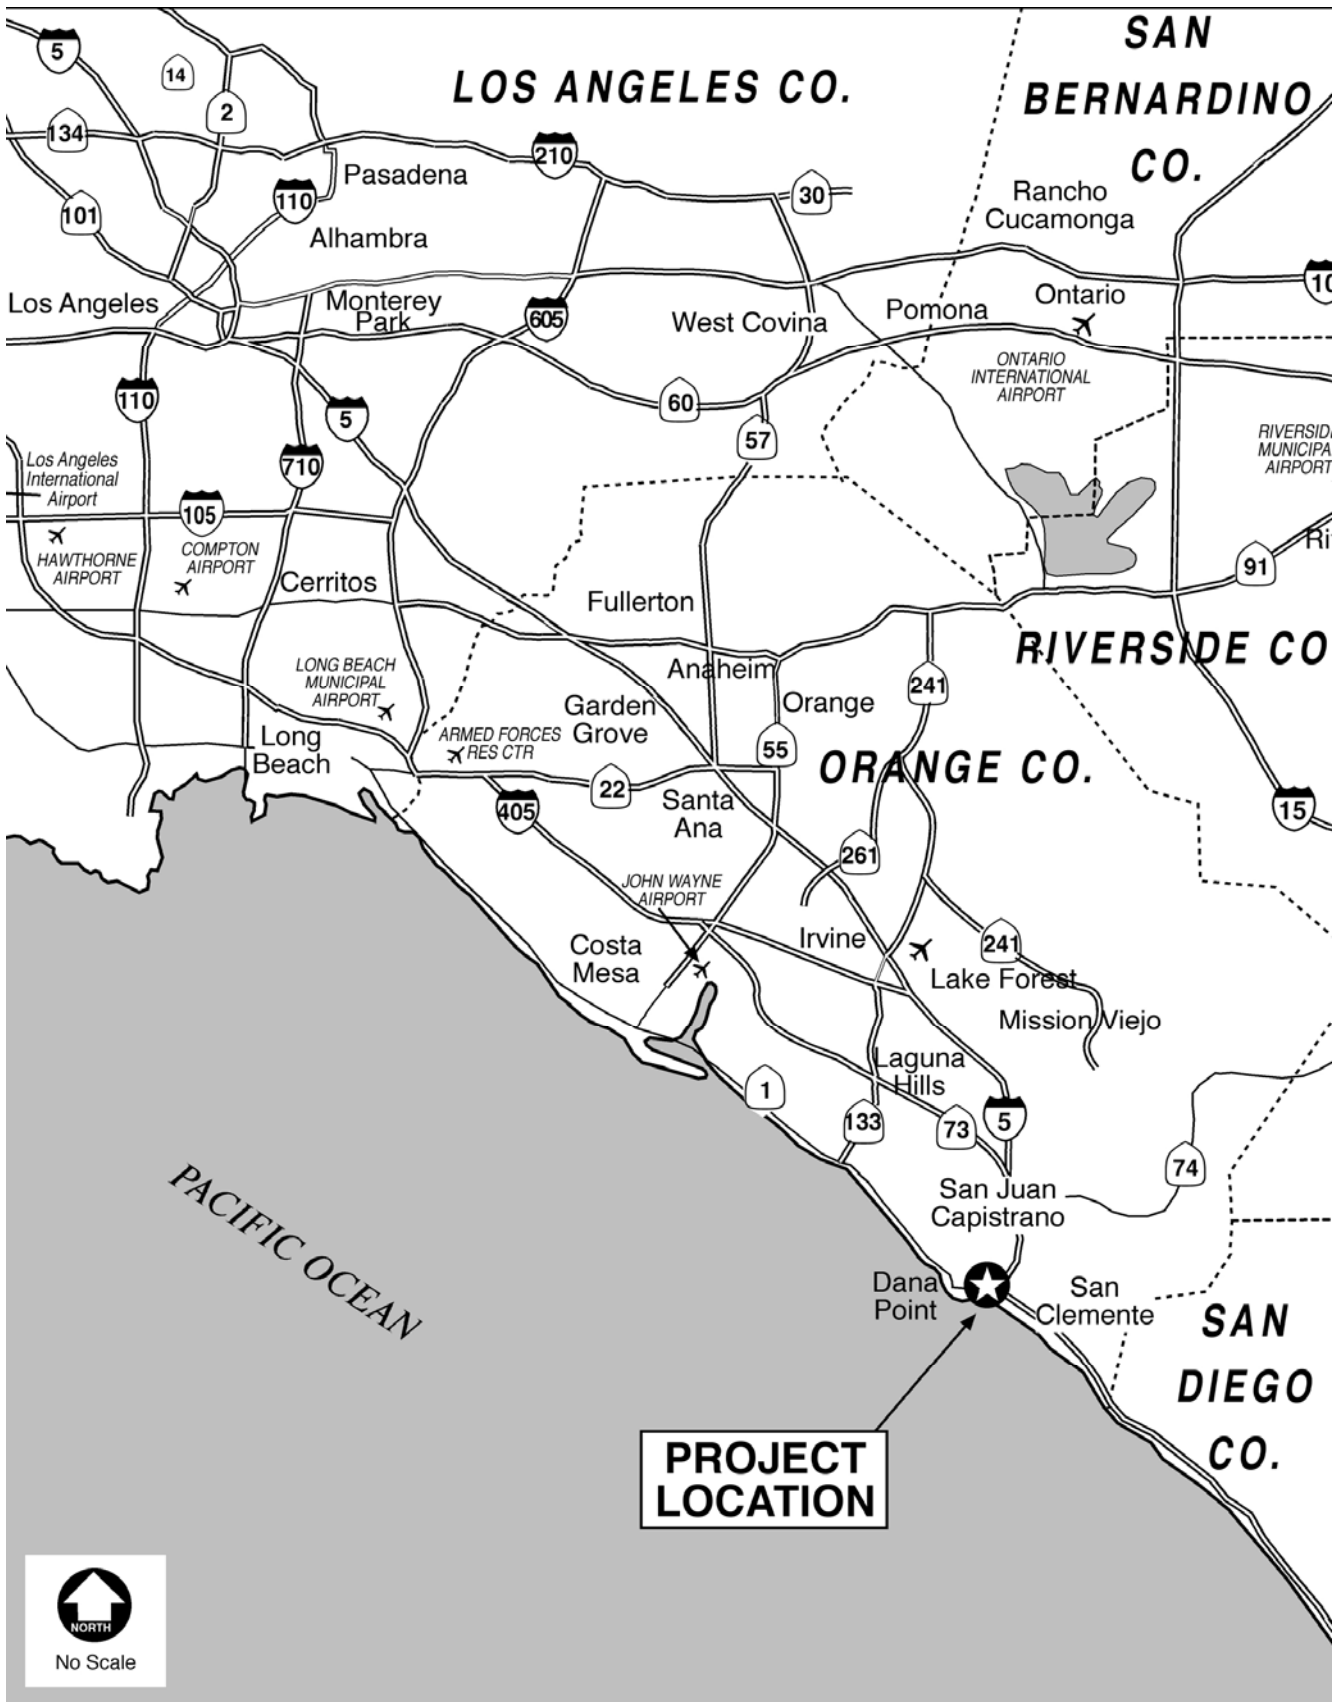 SAN
BERNARDINO
CO.
LOS ANGELES CO.
5
14
2
134
210
Pasadena
110
101
30
Rancho
Cucamonga
Alhambra
Los Angeles
Monterey
Park
605
West Covina
Pomona
Ontario
10
ONTARIO
INTERNATIONAL
AIRPORT
110
5
60
57
710
Los Angeles
International
Airport
RIVERSIDE
MUNICIPA
AIRPORT
105
HAWTHORNE
AIRPORT
COMPTON
AIRPORT
Cerritos
Fullerton
91
Ri
RIVERSIDE CO
LONG BEACH
MUNICIPAL
AIRPORT
Anaheim
241
Orange
Garden
Grove
ARMED FORCES
RES CTR
Long
Beach
55
ORANGE CO.
22
405
Santa
Ana
15
261
JOHN WAYNE
AIRPORT
Costa
Mesa
Irvine
241
Lake Forest
Mission Viejo
Laguna
Hills
1
133
73
5
74
San Juan
Capistrano
PACIFIC OCEAN
Dana
Point
San
Clemente
SAN
DIEGO
CO.
PROJECT
LOCATION
NORTH
No Scale